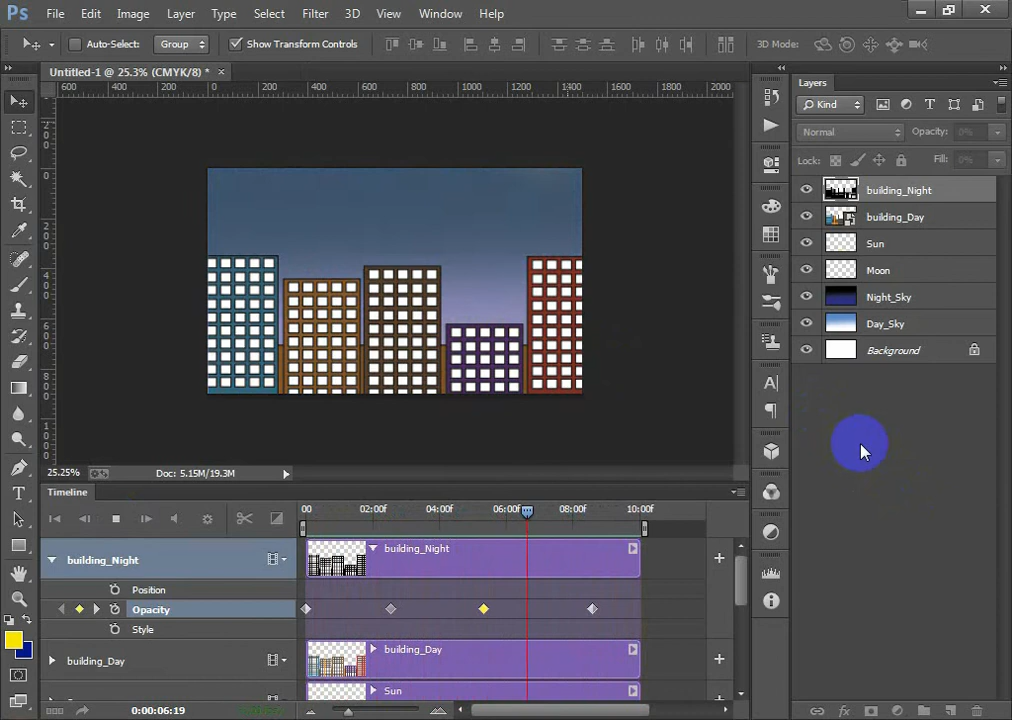 Ps File Edit Image Layer Type Select Filter 3D View Window Help
Auto-Select: Group Show Transform Controls 3D Mode:
Untitled-1 @ 25.3% (CMYK/8) * ×
600 400 200 0 200 400 600 800 1000 1200 1400 1600 1800 2000
Layers
Kind
Normal Opacity: 0%
Lock: Fill: 0%
building_Night
building_Day
Sun
Moon
Night_Sky
Day_Sky
Background
25.25% Doc: 5.15M/19.3M
Timeline
00 02:00f 04:00f 06:00f 08:00f 10:00f
building_Night building_Night
Position
Opacity
Style
building_Day building_Day
Sun
0:00:06:19